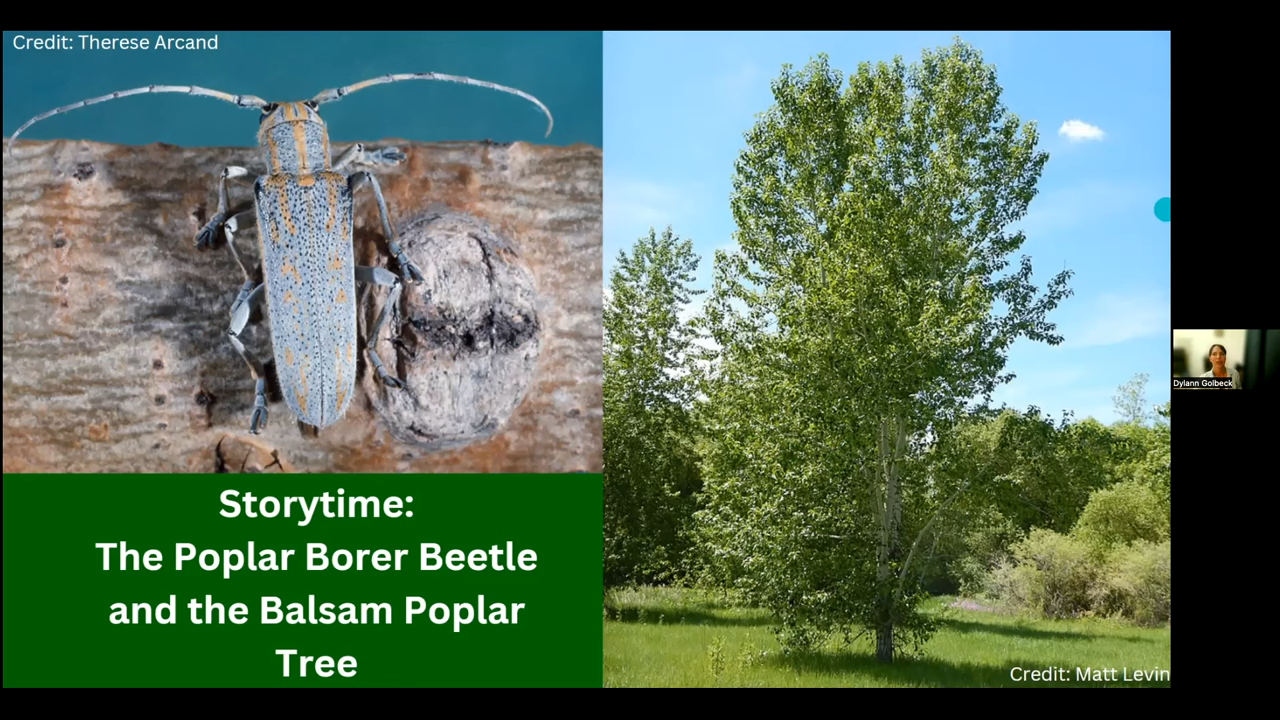 Credit: Therese Arcand
Storytime:
The Poplar Borer Beetle
and the Balsam Poplar
Tree
Credit: Matt Levin
Dylann Golbeck